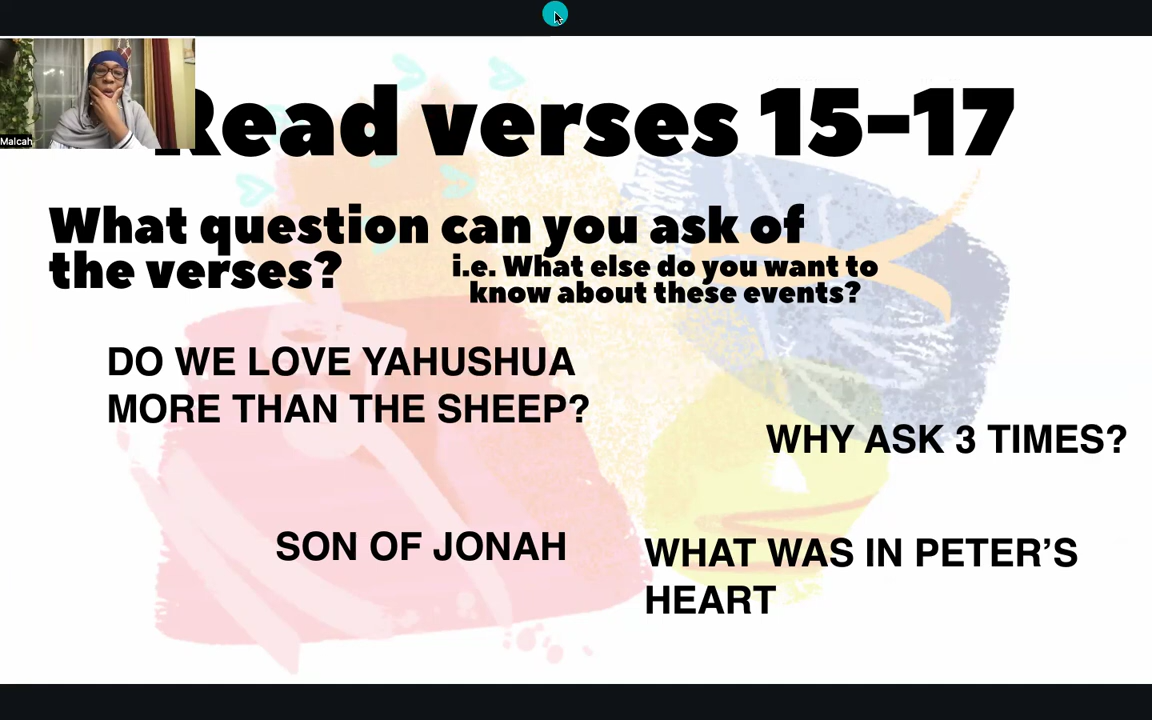 Malcah
Read verses 15-17
What question can you ask of
the verses?
i.e. What else do you want to
know about these events?
DO WE LOVE YAHUSHUA
MORE THAN THE SHEEP?
WHY ASK 3 TIMES?
SON OF JONAH
WHAT WAS IN PETER’S
HEART